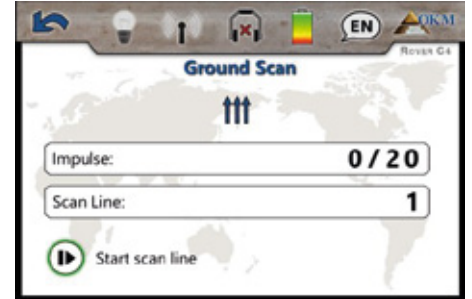 EN
OKM
Rover C4
Ground Scan
Impulse: 0 / 20
Scan Line: 1
Start scan line